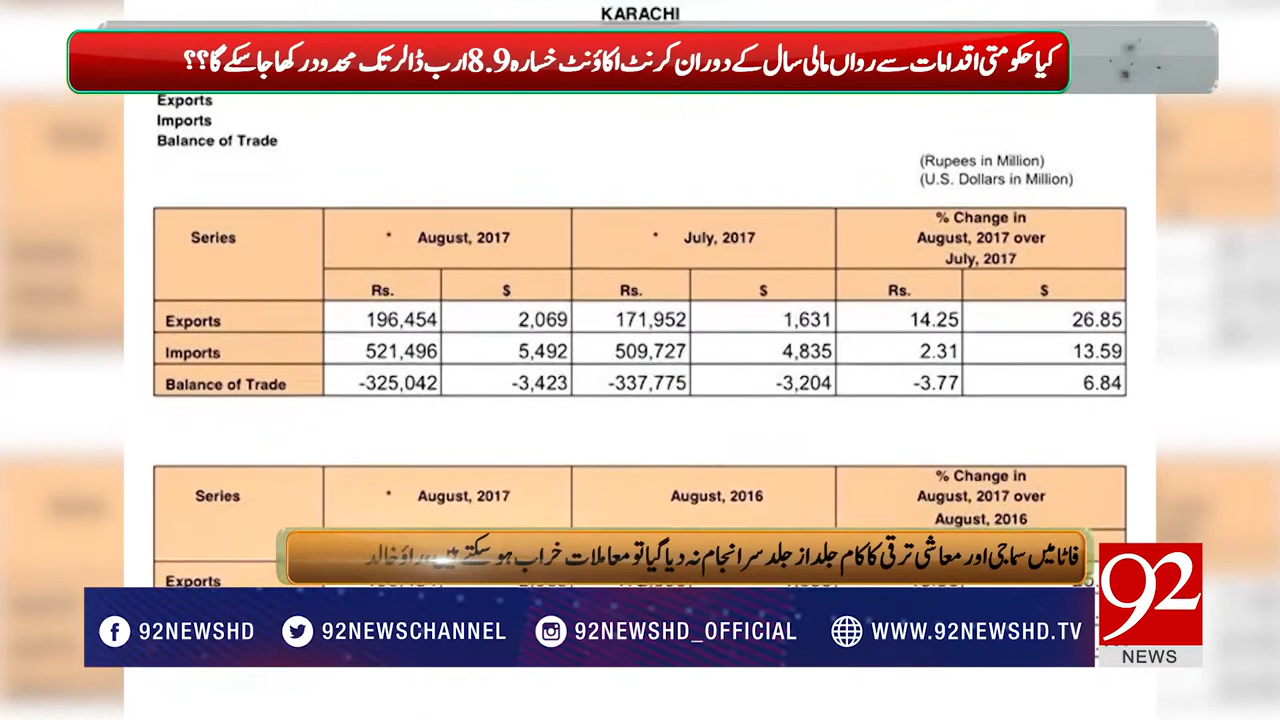 KARACHI
کیا حکومتی اقدامات سے رواں مالی سال کے دوران کرنٹ اکاؤنٹ خسارہ 8.9 ارب ڈالر تک محدود رکھا جا سکے گا؟؟
Exports
Imports
Balance of Trade
(Rupees in Million)
(U.S. Dollars in Million)
Series * August, 2017 * July, 2017 % Change in August, 2017 over July, 2017
Rs. $ Rs. $ Rs. $
Exports 196,454 2,069 171,952 1,631 14.25 26.85
Imports 521,496 5,492 509,727 4,835 2.31 13.59
Balance of Trade -325,042 -3,423 -337,775 -3,204 -3.77 6.84
Series * August, 2017 August, 2016 % Change in August, 2017 over August, 2016
فاٹا میں سماجی اور معاشی ترقی کا کام جلد از جلد سرانجام نہ دیا گیا تو معاملات خراب ہو سکتے ہیں، راؤ خالد
Exports
92NEWSHD 92NEWSCHANNEL 92NEWSHD_OFFICIAL WWW.92NEWSHD.TV
92
NEWS